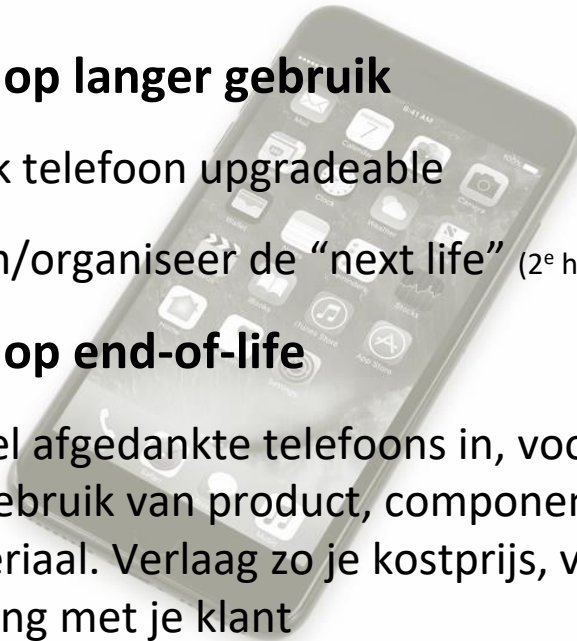 op langer gebruik
k telefoon upgradeable
n/organiseer de “next life” (2e h
op end-of-life
el afgedankte telefoons in, voo
ebruik van product, componen
eriaal. Verlaag zo je kostprijs, v
ng met je klant